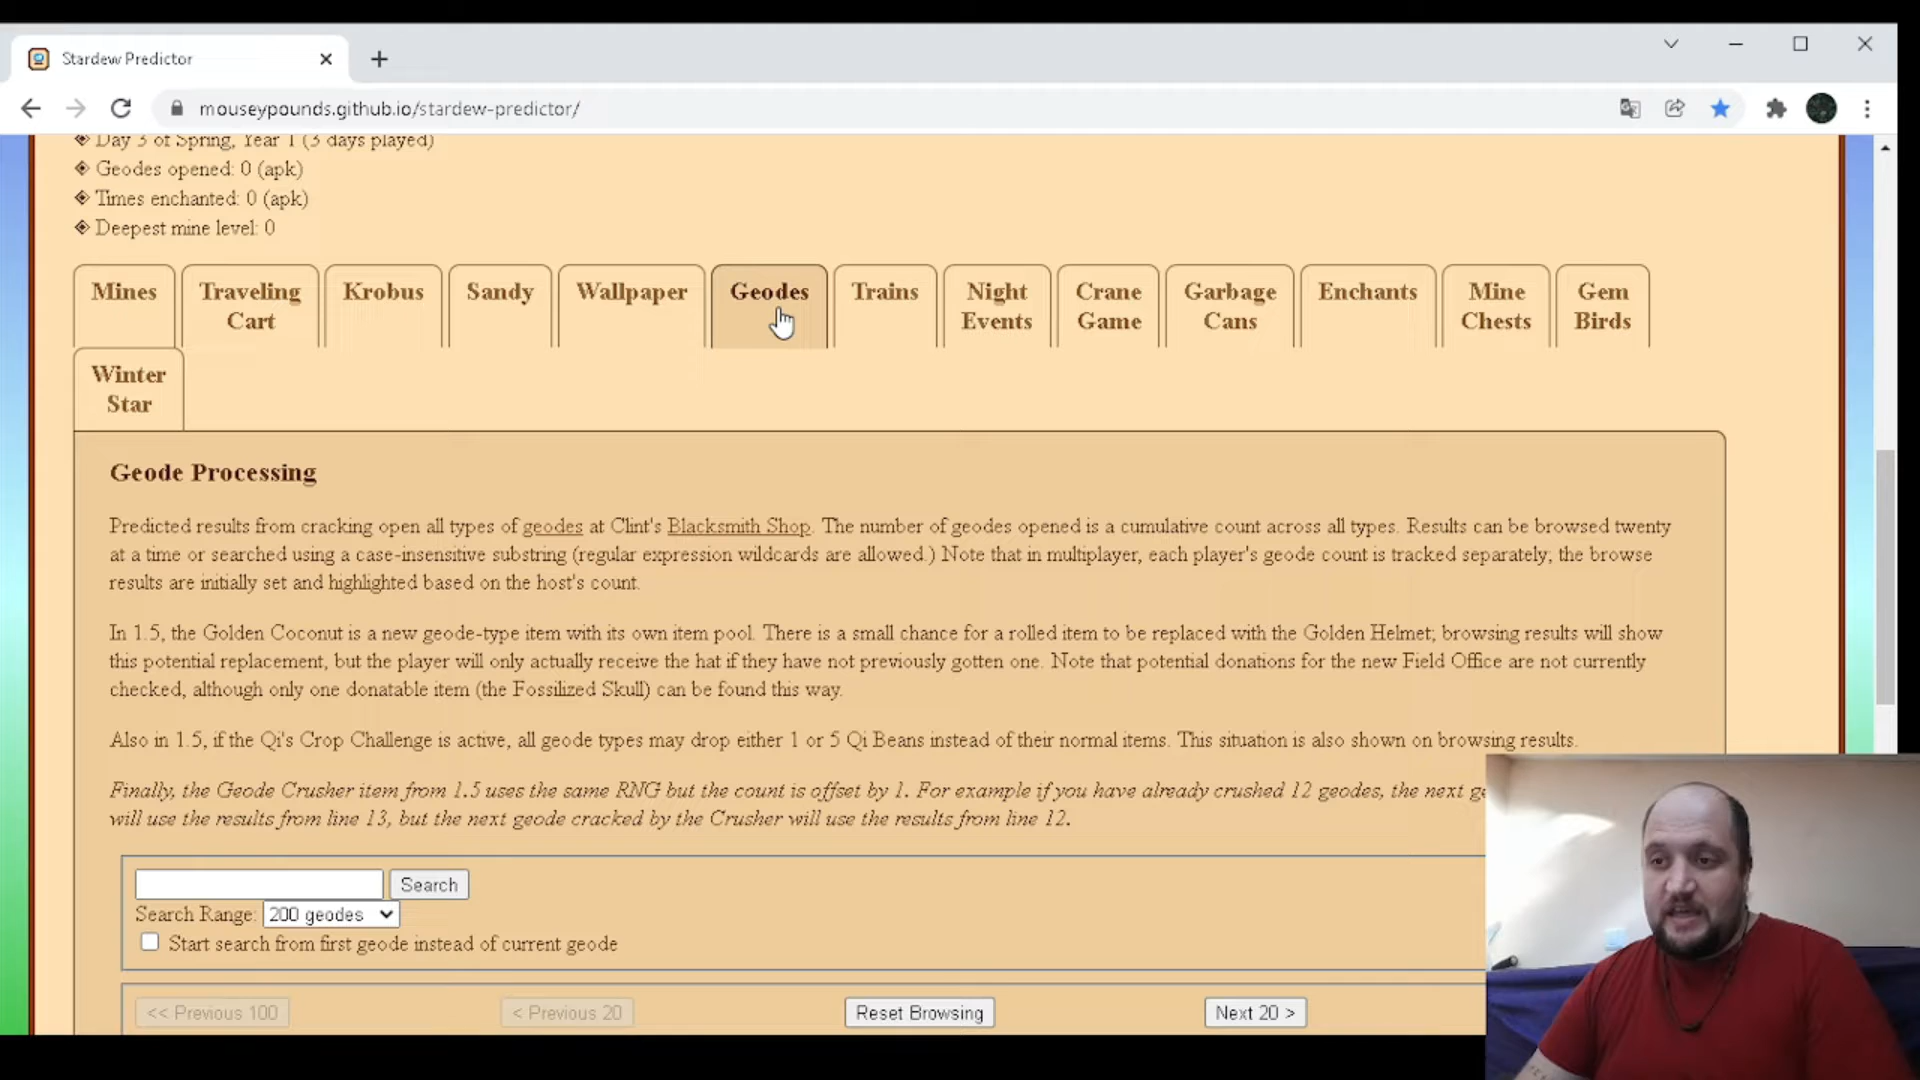 Stardew Predictor
mouseypounds.github.io/stardew-predictor/
Day 3 of Spring, Year 1 (3 days played)
Geodes opened: 0 (apk)
Times enchanted: 0 (apk)
Deepest mine level: 0
Mines
Traveling
Cart
Krobus
Sandy
Wallpaper
Geodes
Trains
Night
Events
Crane
Game
Garbage
Cans
Enchants
Mine
Chests
Gem
Birds
Winter
Star
Geode Processing
Predicted results from cracking open all types of geodes at Clint's Blacksmith Shop. The number of geodes opened is a cumulative count across all types. Results can be browsed twenty
at a time or searched using a case-insensitive substring (regular expression wildcards are allowed.) Note that in multiplayer, each player's geode count is tracked separately; the browse
results are initially set and highlighted based on the host's count.
In 1.5, the Golden Coconut is a new geode-type item with its own item pool. There is a small chance for a rolled item to be replaced with the Golden Helmet; browsing results will show
this potential replacement, but the player will only actually receive the hat if they have not previously gotten one. Note that potential donations for the new Field Office are not currently
checked, although only one donatable item (the Fossilized Skull) can be found this way.
Also in 1.5, if the Qi's Crop Challenge is active, all geode types may drop either 1 or 5 Qi Beans instead of their normal items. This situation is also shown on browsing results.
Finally, the Geode Crusher item from 1.5 uses the same RNG but the count is offset by 1. For example if you have already crushed 12 geodes, the next
will use the results from line 13, but the next geode cracked by the Crusher will use the results from line 12.
Search
Search Range: 200 geodes
Start search from first geode instead of current geode
<< Previous 100
< Previous 20
Reset Browsing
Next 20 >